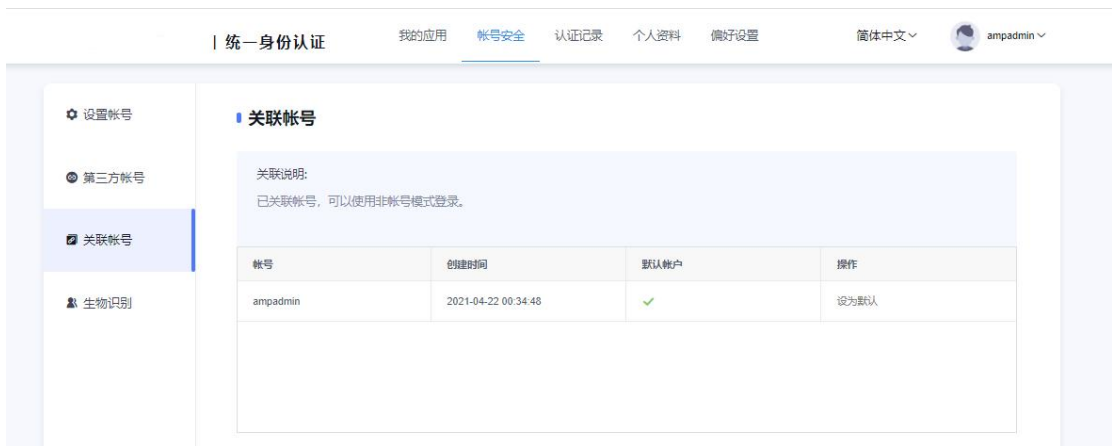 | 统一身份认证 我的应用 帐号安全 认证记录 个人资料 偏好设置 简体中文 ampadmin
设置帐号
第三方帐号
关联帐号
生物识别
关联帐号
关联说明:
已关联帐号，可以使用非帐号模式登录。
帐号 创建时间 默认帐户 操作
ampadmin 2021-04-22 00:34:48 设为默认